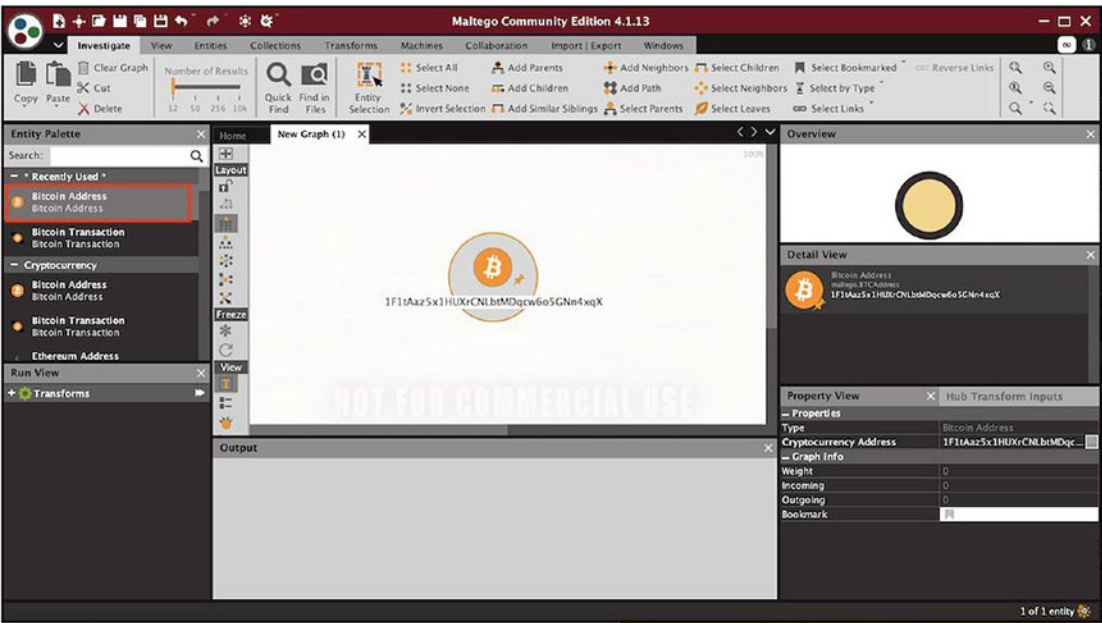 Maltego Community Edition 4.1.13
Investigate View Entities Collections Transforms Machines Collaboration Import | Export Windows
Copy Paste
Clear Graph
Cut
Delete
Number of Results
12 50 256 10k
Quick Find
Find in Files
Entity Selection
Select All
Select None
Invert Selection
Add Parents
Add Children
Add Similar Siblings
Add Neighbors
Add Path
Select Parents
Select Children
Select Neighbors
Select Leaves
Select Bookmarked
Select by Type
Select Links
Reverse Links
Entity Palette
Search:
* Recently Used *
Bitcoin Address
Bitcoin Address
Bitcoin Transaction
Bitcoin Transaction
Cryptocurrency
Bitcoin Address
Bitcoin Address
Bitcoin Transaction
Bitcoin Transaction
Ethereum Address
Run View
+ Transforms
Home New Graph (1)
Layout
Freeze
View
100%
1F1tAaz5x1HUXrCNLbtMDqcw6o5GNn4xqX
NOT FOR COMMERCIAL USE
Output
Overview
Detail View
Bitcoin Address
maltego.BTCAddress
1F1tAaz5x1HUXrCNLbtMDqcw6o5GNn4xqX
Property View Hub Transform Inputs
Properties
Type Bitcoin Address
Cryptocurrency Address 1F1tAaz5x1HUXrCNLbtMDqc...
Graph Info
Weight 0
Incoming 0
Outgoing 0
Bookmark
1 of 1 entity